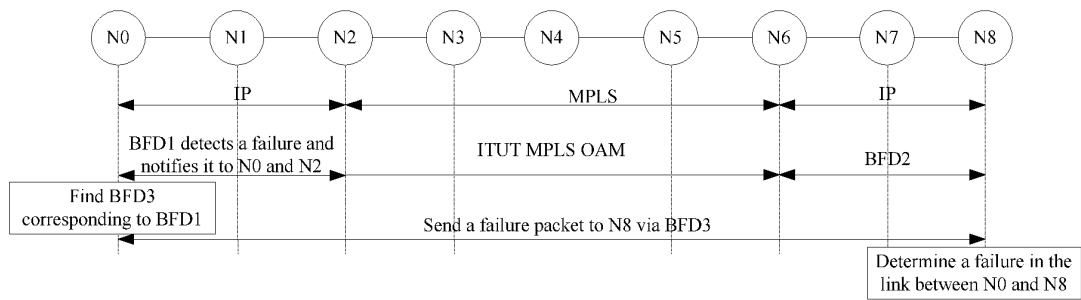 N0 N1 N2 N3 N4 N5 N6 N7 N8
IP MPLS IP
BFD1 detects a failure and
notifies it to N0 and N2
ITUT MPLS OAM
BFD2
Find BFD3
corresponding to BFD1
Send a failure packet to N8 via BFD3
Determine a failure in the
link between N0 and N8